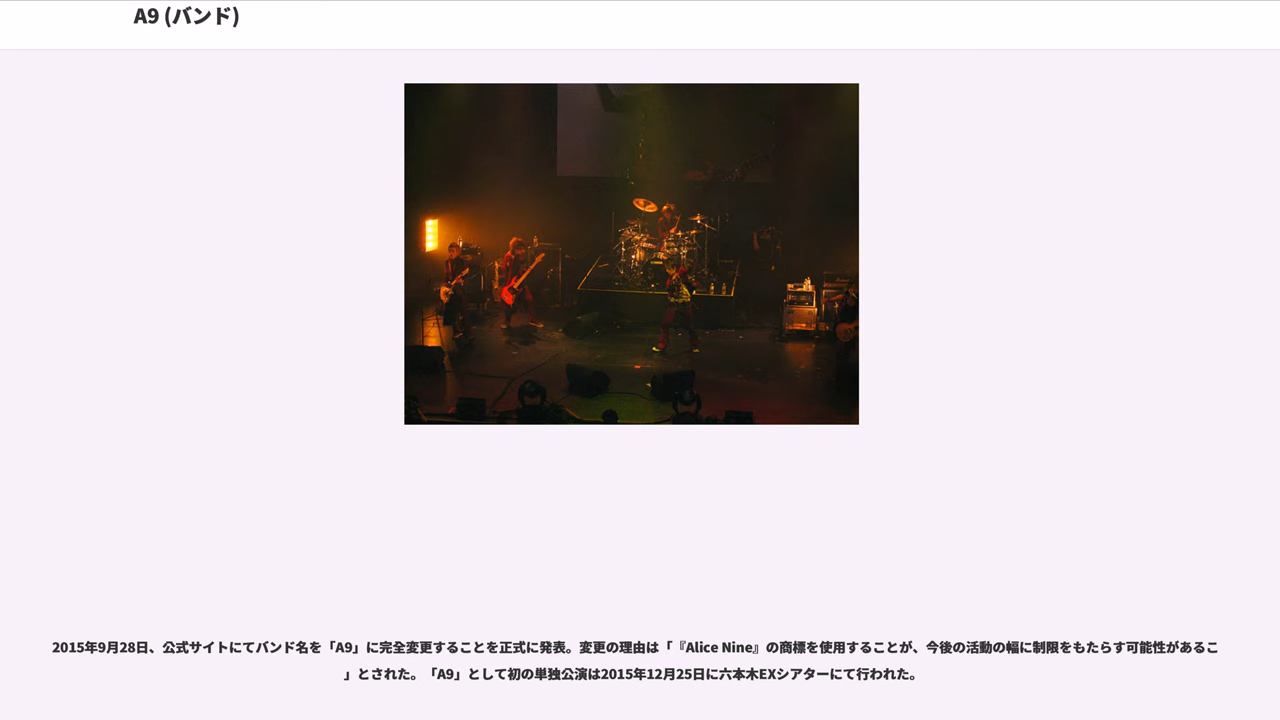 A9 (バンド)
2015年9月28日、公式サイトにてバンド名を「A9」に完全変更することを正式に発表。変更の理由は「『Alice Nine』の商標を使用することが、今後の活動の幅に制限をもたらす可能性があるこ
」とされた。「A9」として初の単独公演は2015年12月25日に六本木EXシアターにて行われた。